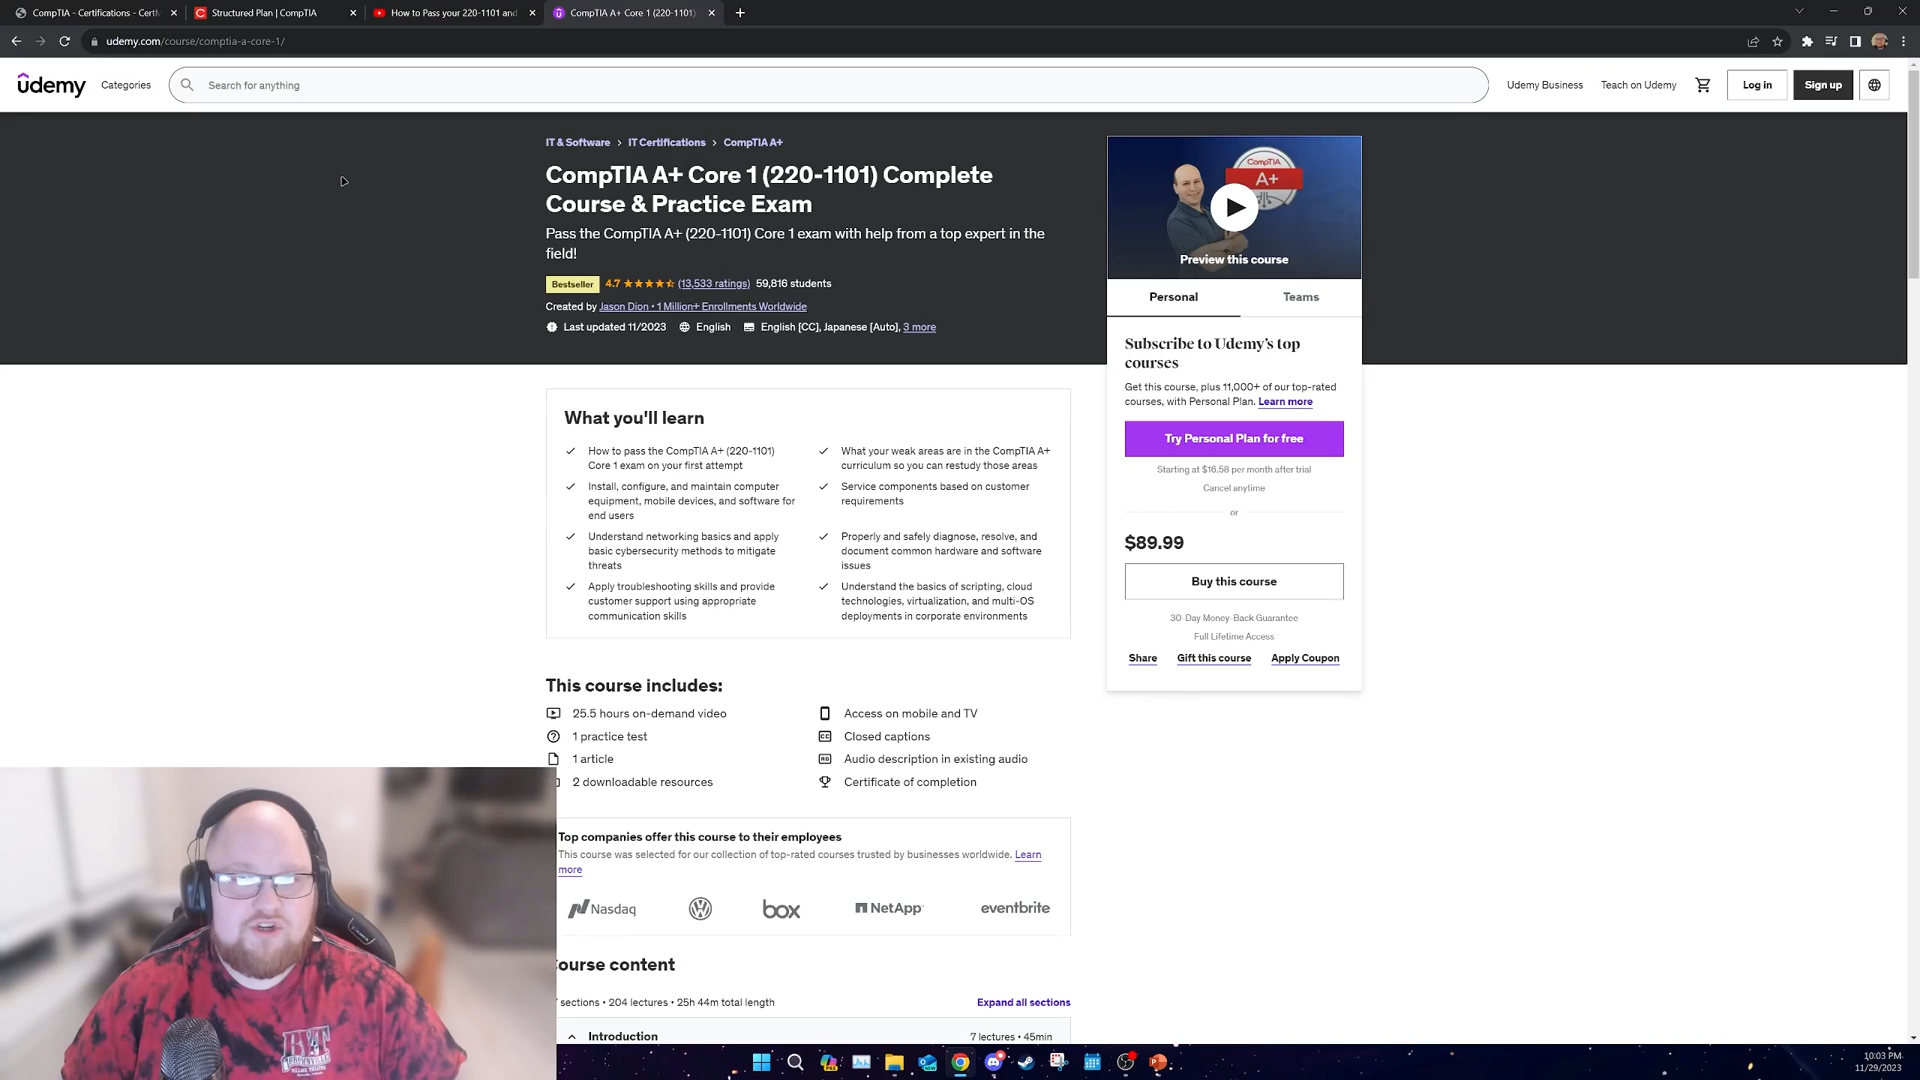 CompTIA - Certifications - CertM
Structured Plan | CompTIA
How to Pass your 220-1101 and
CompTIA A+ Core 1 (220-1101)
udemy.com/course/comptia-a-core-1/
udemy
Categories
Search for anything
Udemy Business
Teach on Udemy
Log in
Sign up
IT & Software > IT Certifications > CompTIA A+
CompTIA A+ Core 1 (220-1101) Complete
Course & Practice Exam
Pass the CompTIA A+ (220-1101) Core 1 exam with help from a top expert in the
field!
Bestseller 4.7 (13,533 ratings) 59,816 students
Created by Jason Dion • 1 Million+ Enrollments Worldwide
Last updated 11/2023 English English [CC], Japanese [Auto], 3 more
CompTIA
A+
Preview this course
Personal
Teams
Subscribe to Udemy's top
courses
Get this course, plus 11,000+ of our top-rated
courses, with Personal Plan. Learn more
Try Personal Plan for free
Starting at $16.58 per month after trial
Cancel anytime
or
$89.99
Buy this course
30-Day Money-Back Guarantee
Full Lifetime Access
Share Gift this course Apply Coupon
What you'll learn
How to pass the CompTIA A+ (220-1101)
Core 1 exam on your first attempt
Install, configure, and maintain computer
equipment, mobile devices, and software for
end users
Understand networking basics and apply
basic cybersecurity methods to mitigate
threats
Apply troubleshooting skills and provide
customer support using appropriate
communication skills
What your weak areas are in the CompTIA A+
curriculum so you can restudy those areas
Service components based on customer
requirements
Properly and safely diagnose, resolve, and
document common hardware and software
issues
Understand the basics of scripting, cloud
technologies, virtualization, and multi-OS
deployments in corporate environments
This course includes:
25.5 hours on-demand video
1 practice test
1 article
2 downloadable resources
Access on mobile and TV
Closed captions
Audio description in existing audio
Certificate of completion
Top companies offer this course to their employees
This course was selected for our collection of top-rated courses trusted by businesses worldwide. Learn
more
Nasdaq
box
NetApp
eventbrite
ourse content
sections • 204 lectures • 25h 44m total length
Expand all sections
Introduction
7 lectures • 45min
10:03 PM
11/29/2023